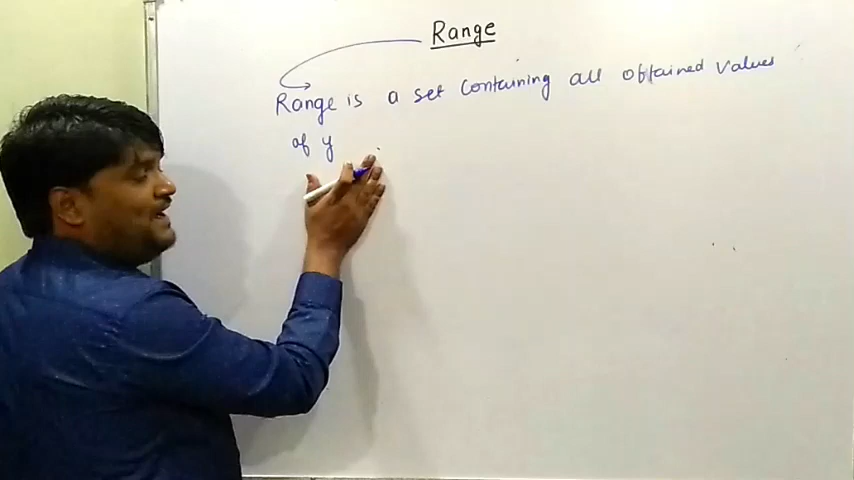 Range
Range is a set containing all obtained values
of y